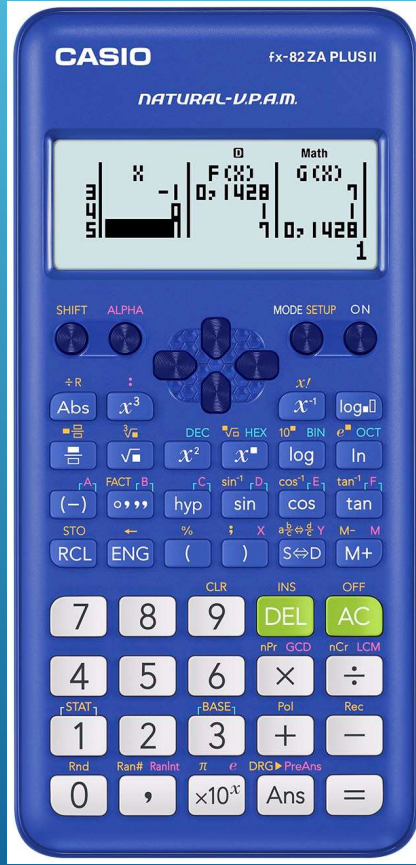 CASIO fx-82ZA PLUS II
NATURAL-V.P.A.M.
D Math
X F(X) G(X)
3 -1 0,1428 7
4 0 1 1
5 7 0,1428
1
SHIFT ALPHA MODE SETUP ON
÷R : x!
Abs x³ x⁻¹ log▪▯
³√ DEC ▪√▫ HEX 10▪ BIN e▪ OCT
√▪ x² x▪ log ln
A FACT B C sin⁻¹ D cos⁻¹ E tan⁻¹ F
(−) °,,, hyp sin cos tan
STO ← % ; X a b/c⇔d/c Y M− M
RCL ENG ( ) S⇔D M+
CLR INS OFF
7 8 9 DEL AC
nPr GCD nCr LCM
4 5 6 × ÷
STAT BASE Pol Rec
1 2 3 + −
Rnd Ran# RanInt π e DRG▶ PreAns
0 , ×10ˣ Ans =